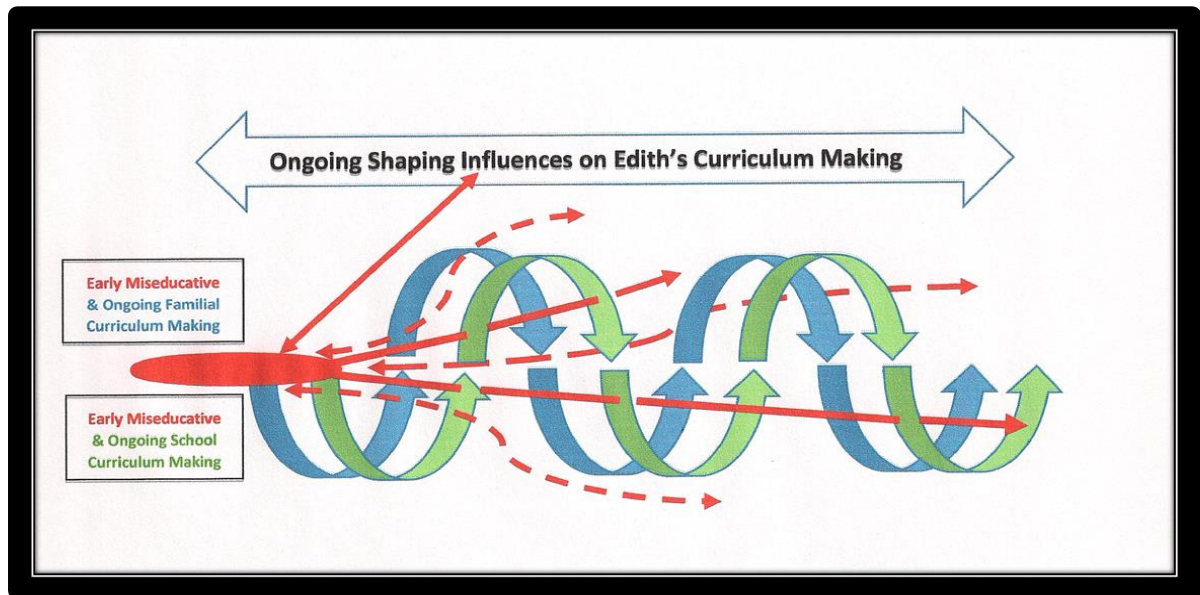 Ongoing Shaping Influences on Edith's Curriculum Making
Early Miseducative
& Ongoing Familial
Curriculum Making
Early Miseducative
& Ongoing School
Curriculum Making